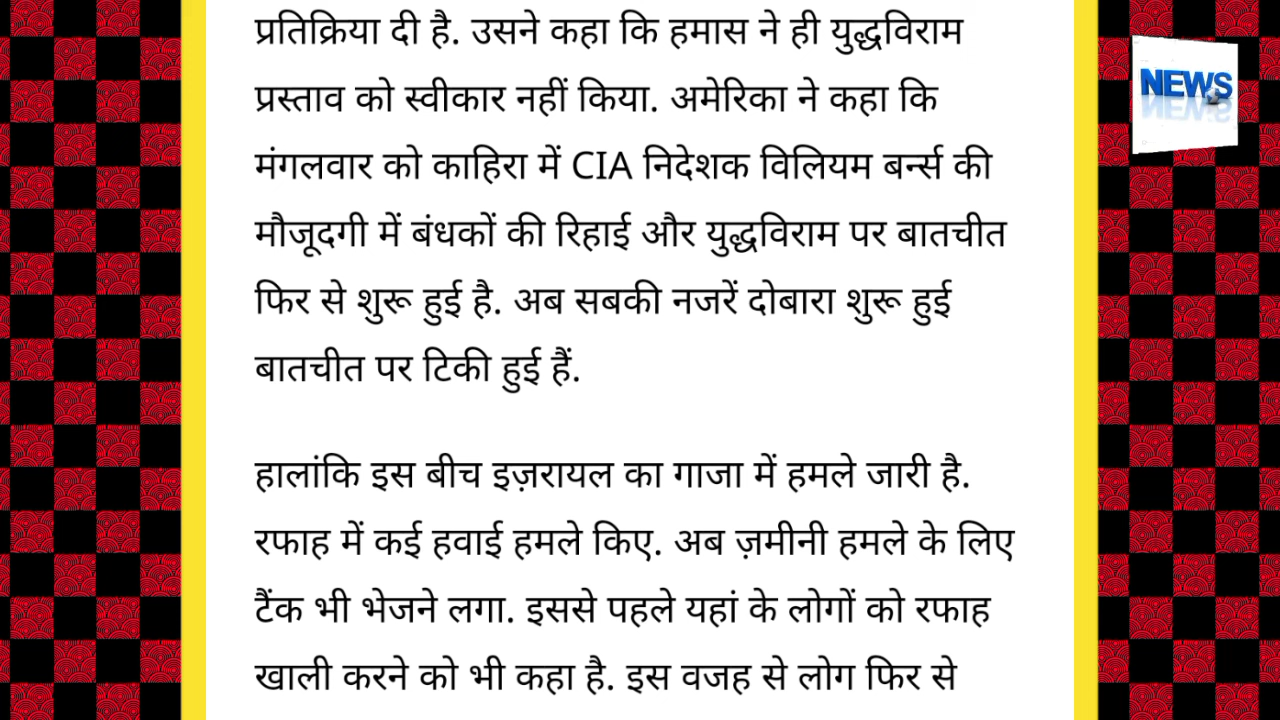 प्रतिक्रिया दी है. उसने कहा कि हमास ने ही युद्धविराम
प्रस्ताव को स्वीकार नहीं किया. अमेरिका ने कहा कि
मंगलवार को काहिरा में CIA निदेशक विलियम बर्न्स की
मौजूदगी में बंधकों की रिहाई और युद्धविराम पर बातचीत
फिर से शुरू हुई है. अब सबकी नजरें दोबारा शुरू हुई
बातचीत पर टिकी हुई हैं.
हालांकि इस बीच इज़रायल का गाजा में हमले जारी है.
रफाह में कई हवाई हमले किए. अब ज़मीनी हमले के लिए
टैंक भी भेजने लगा. इससे पहले यहां के लोगों को रफाह
खाली करने को भी कहा है. इस वजह से लोग फिर से
NEWS